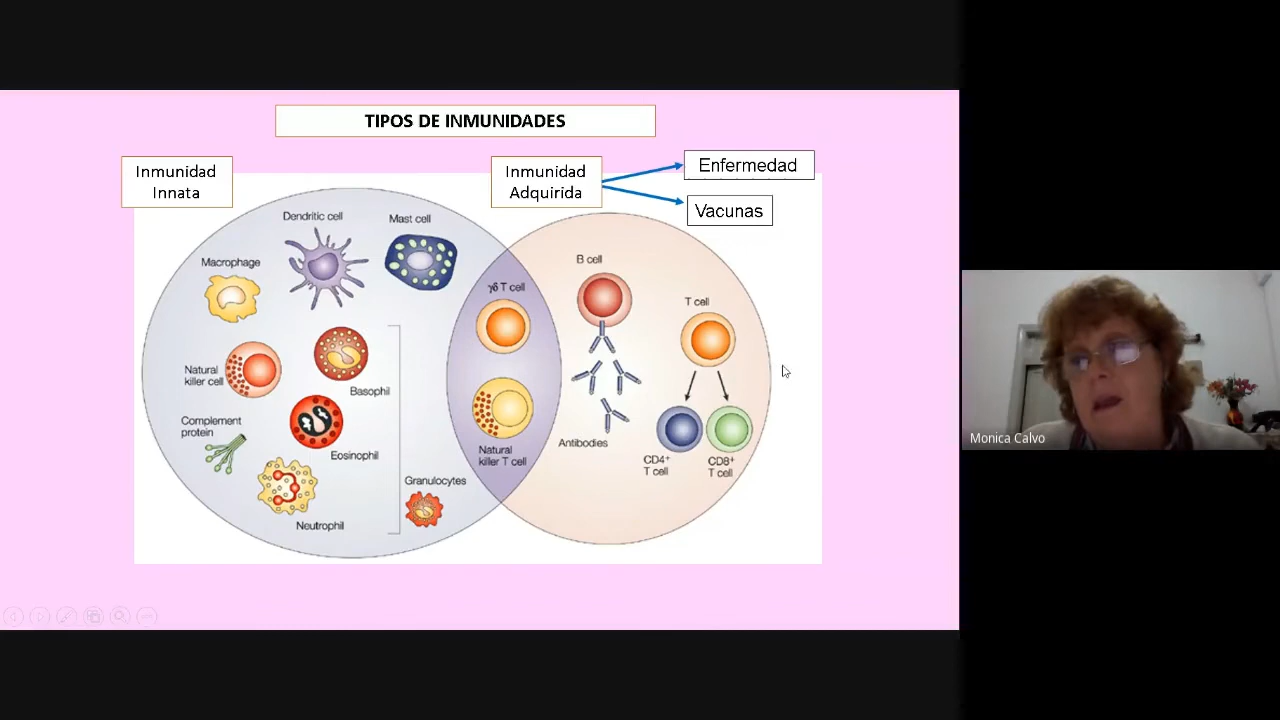 TIPOS DE INMUNIDADES
Inmunidad
Innata
Inmunidad
Adquirida
Enfermedad
Vacunas
Dendritic cell
Mast cell
Macrophage
Natural
killer cell
Basophil
Complement
protein
Eosinophil
Granulocytes
Neutrophil
γδ T cell
Natural
killer T cell
B cell
Antibodies
T cell
CD4+
T cell
CD8+
T cell
Monica Calvo